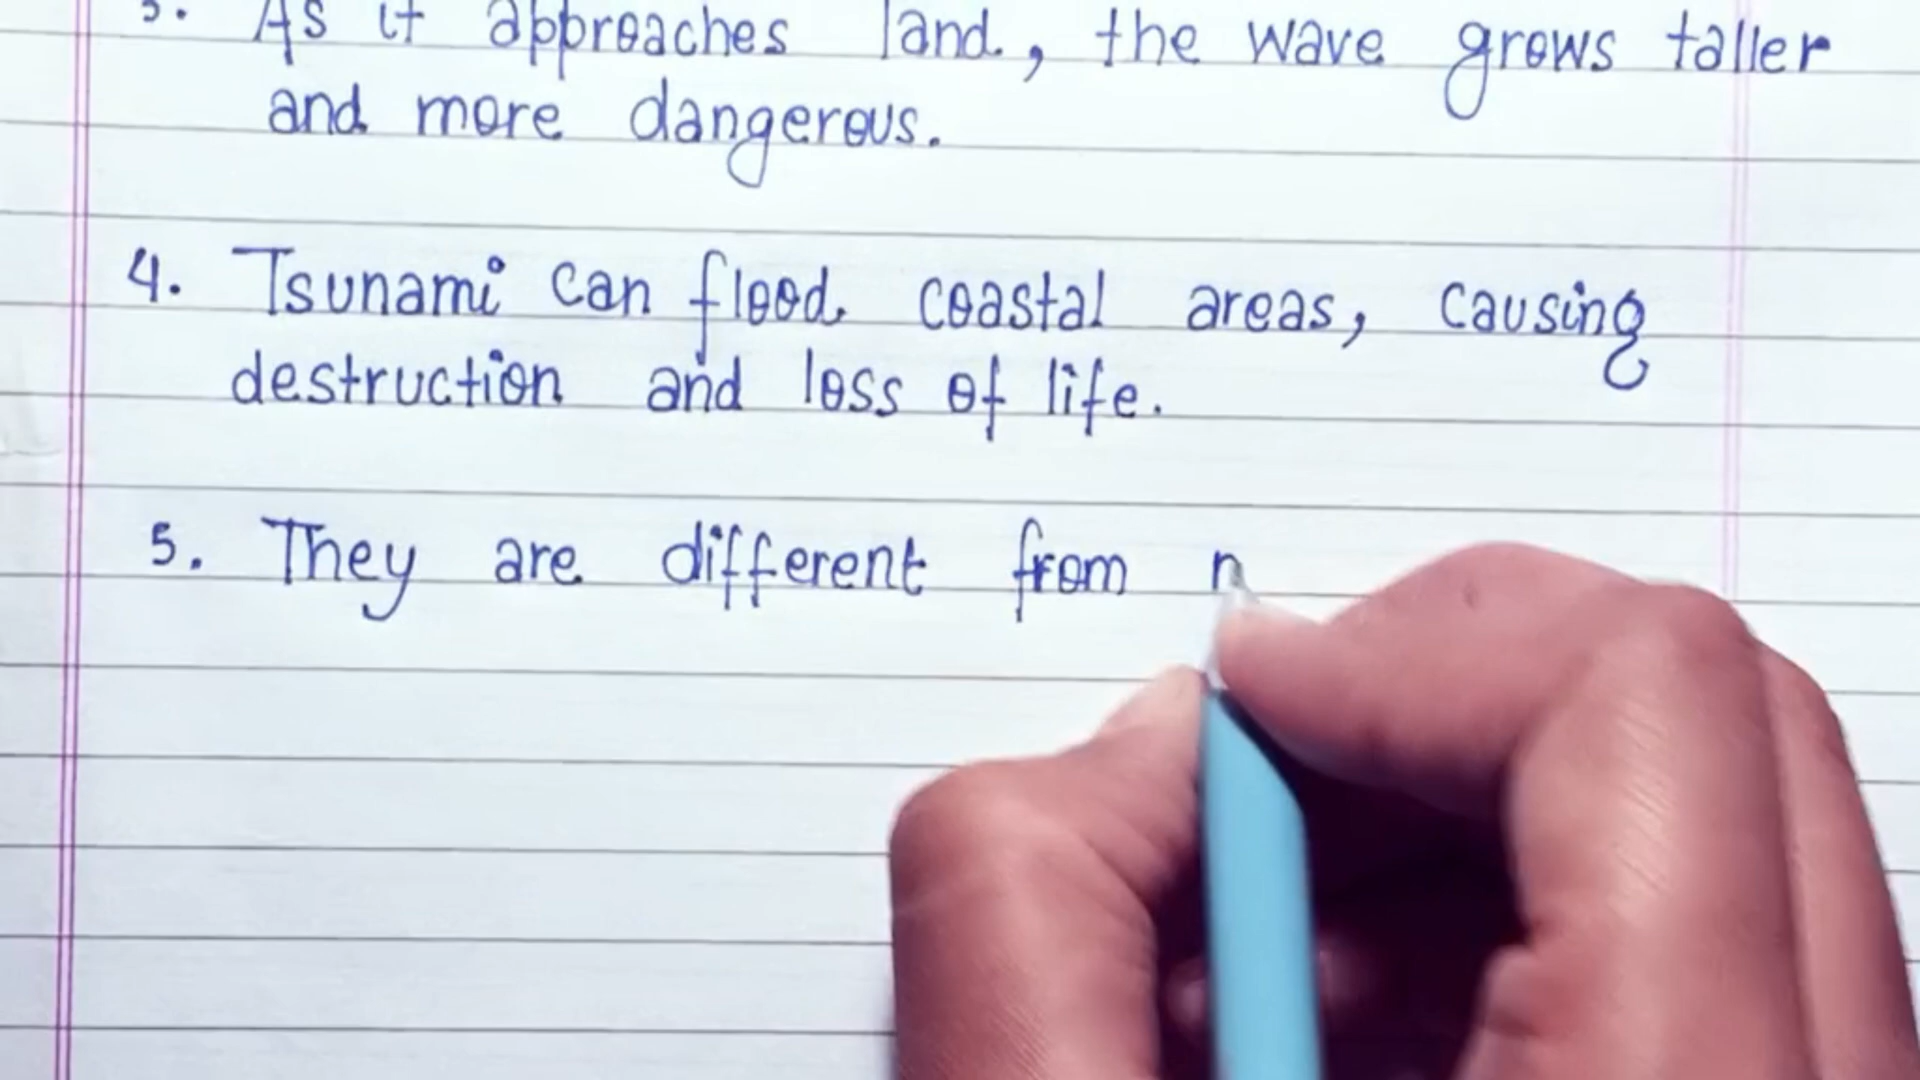 3. As it approaches land, the wave grows taller
and more dangerous.
4. Tsunami can flood coastal areas, causing
destruction and loss of life.
5. They are different from n